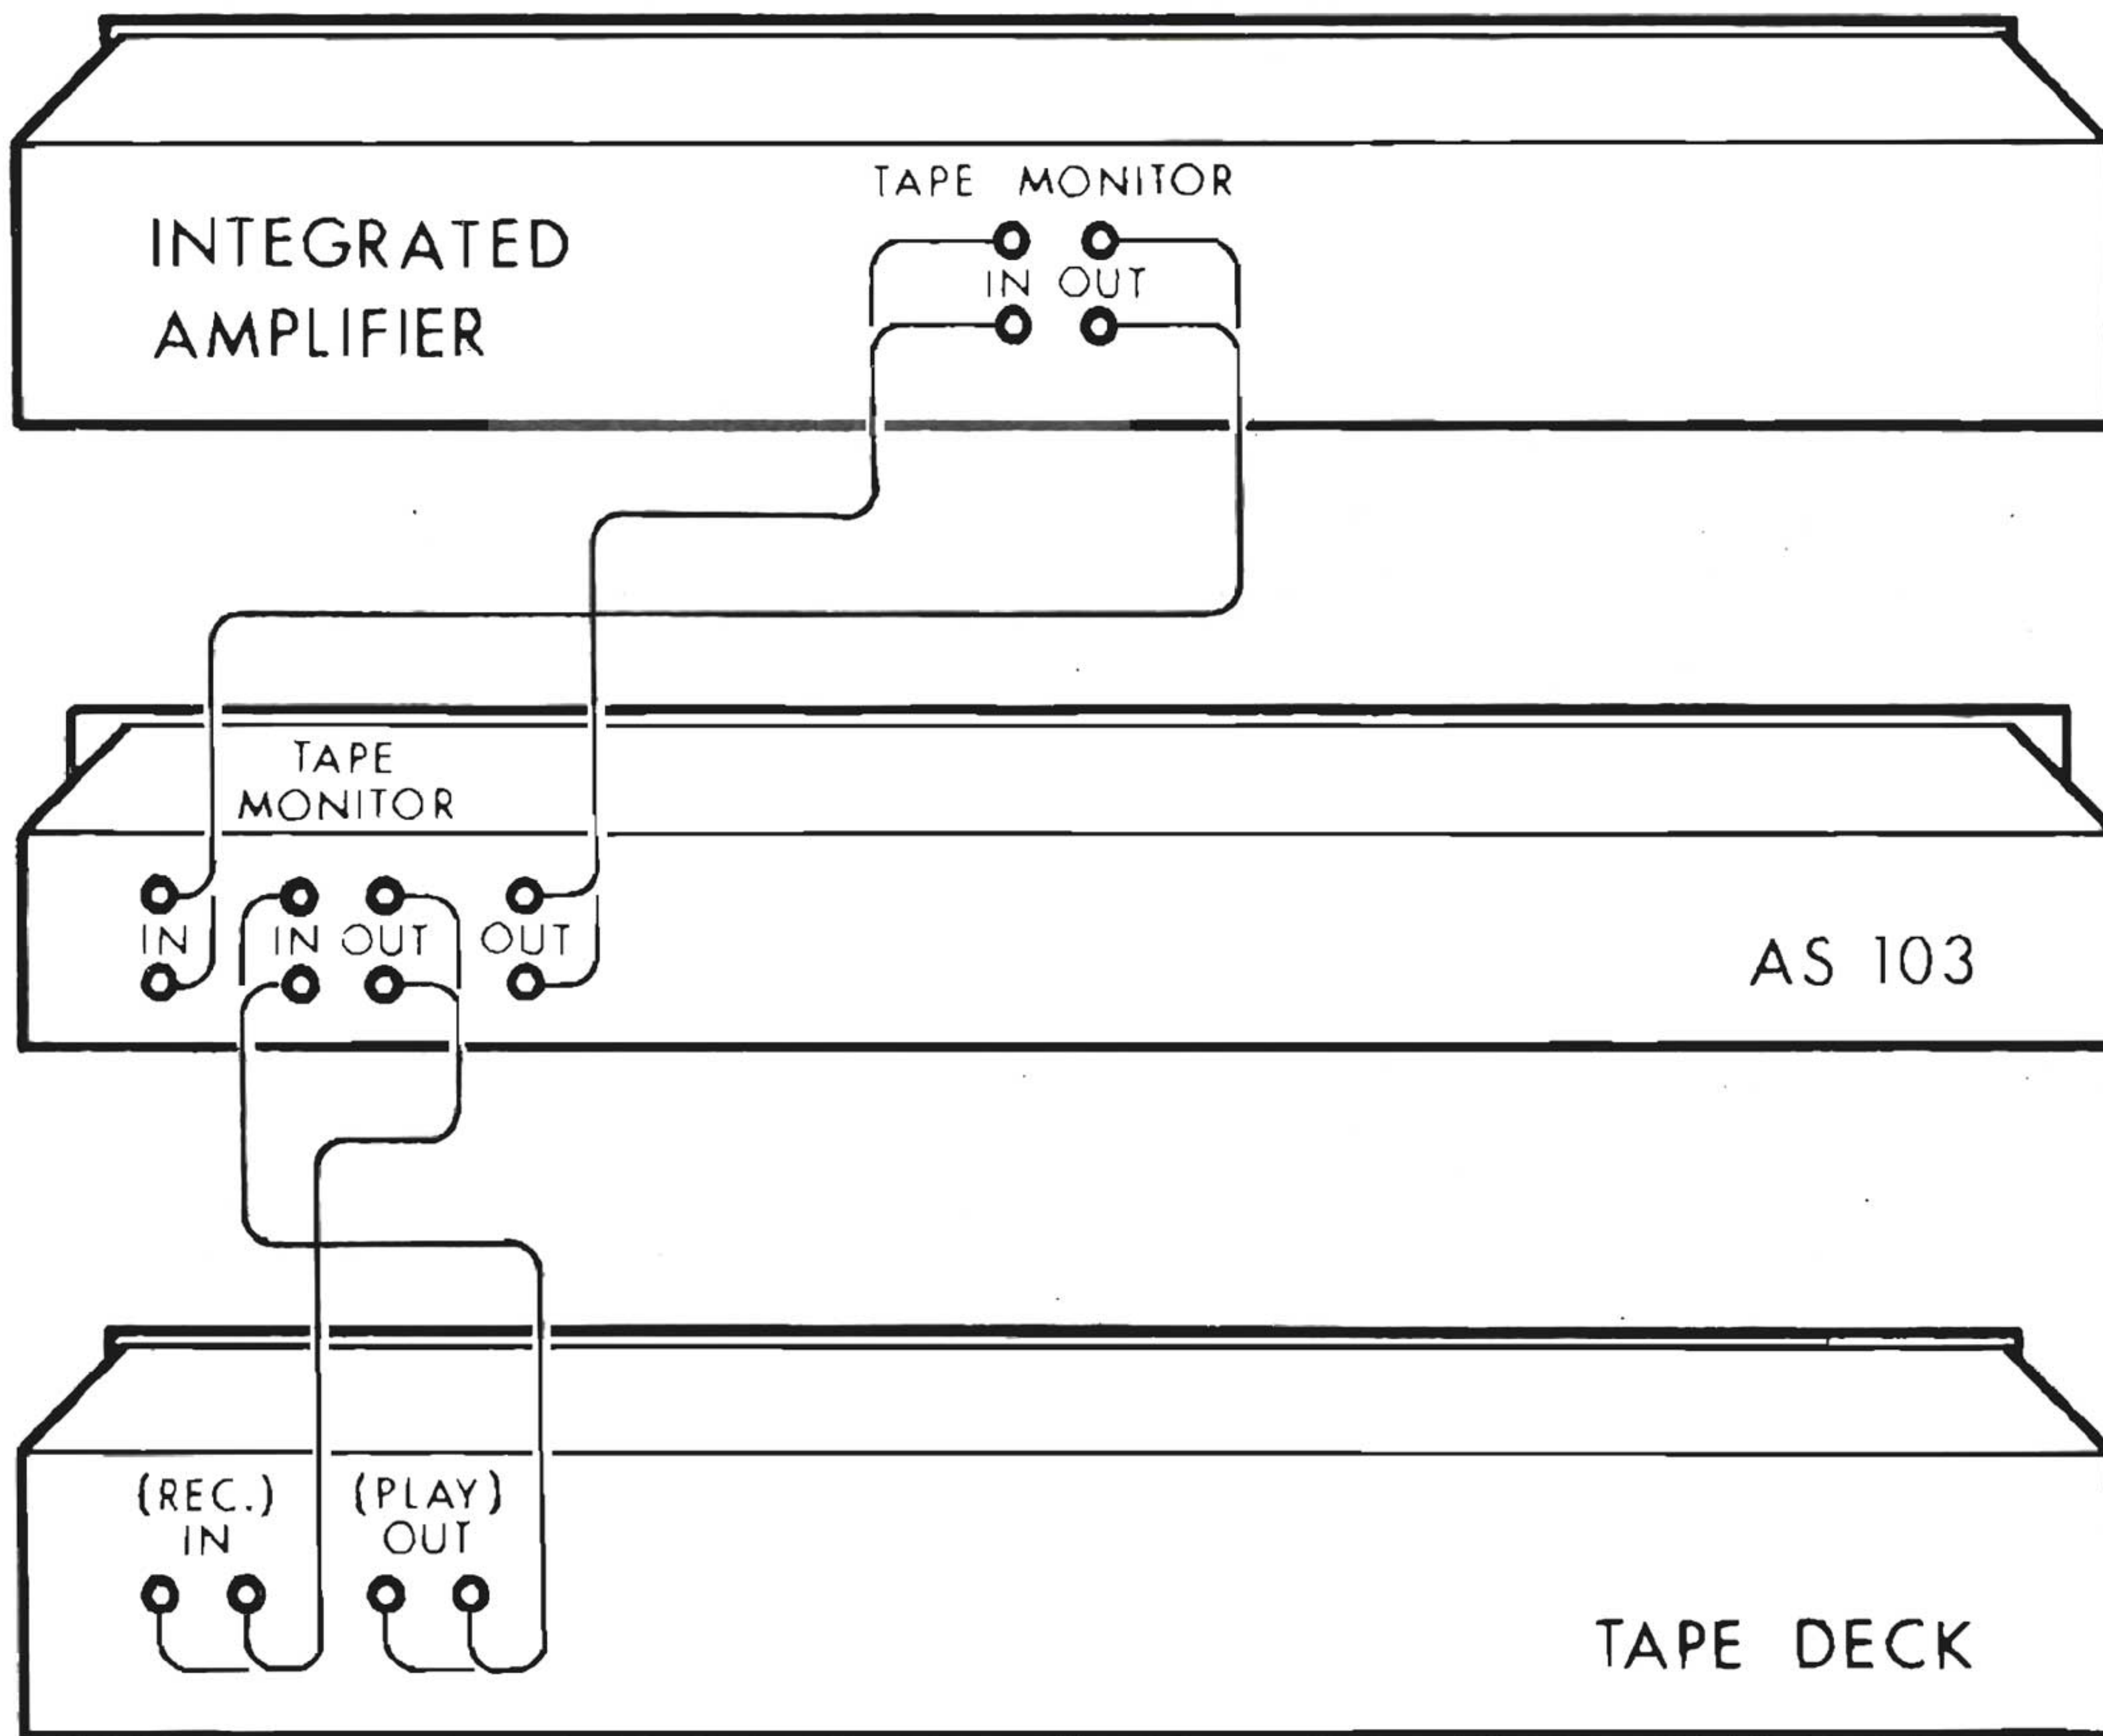 TAPE MONITOR
INTEGRATED
AMPLIFIER
IN OUT
TAPE
MONITOR
IN IN OUT OUT
AS 103
(REC.) (PLAY)
IN OUT
TAPE DECK